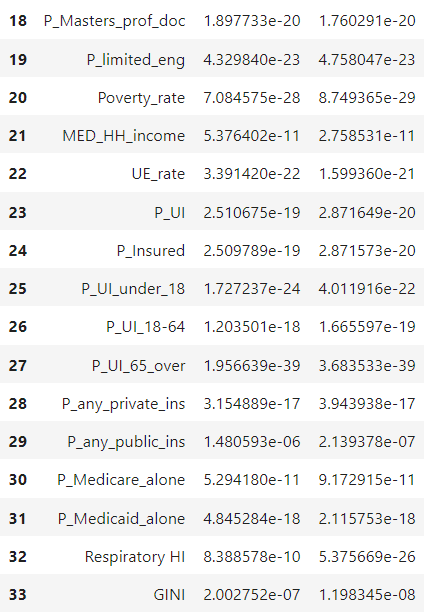 18 P_Masters_prof_doc 1.897733e-20 1.760291e-20
19 P_limited_eng 4.329840e-23 4.758047e-23
20 Poverty_rate 7.084575e-28 8.749365e-29
21 MED_HH_income 5.376402e-11 2.758531e-11
22 UE_rate 3.391420e-22 1.599360e-21
23 P_UI 2.510675e-19 2.871649e-20
24 P_Insured 2.509789e-19 2.871573e-20
25 P_UI_under_18 1.727237e-24 4.011916e-22
26 P_UI_18-64 1.203501e-18 1.665597e-19
27 P_UI_65_over 1.956639e-39 3.683533e-39
28 P_any_private_ins 3.154889e-17 3.943938e-17
29 P_any_public_ins 1.480593e-06 2.139378e-07
30 P_Medicare_alone 5.294180e-11 9.172915e-11
31 P_Medicaid_alone 4.845284e-18 2.115753e-18
32 Respiratory HI 8.388578e-10 5.375669e-26
33 GINI 2.002752e-07 1.198345e-08